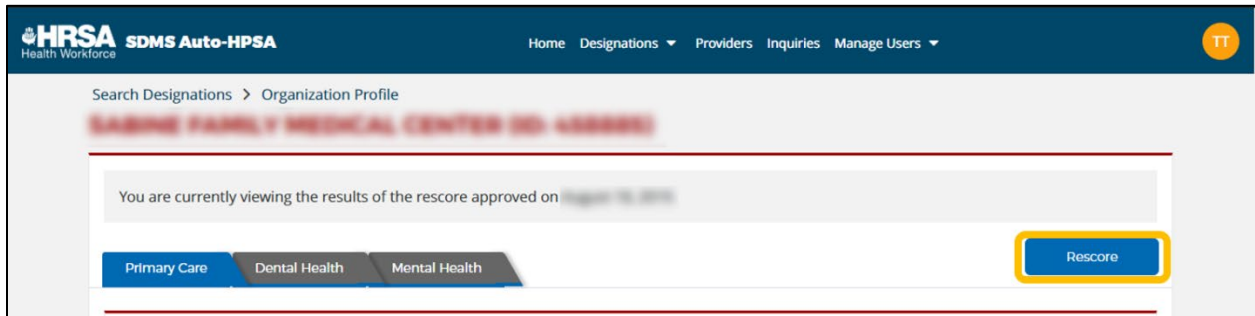 HRSA
Health Workforce
SDMS Auto-HPSA
Home Designations Providers Inquiries Manage Users
TT
Search Designations > Organization Profile
You are currently viewing the results of the rescore approved on
Primary Care Dental Health Mental Health
Rescore